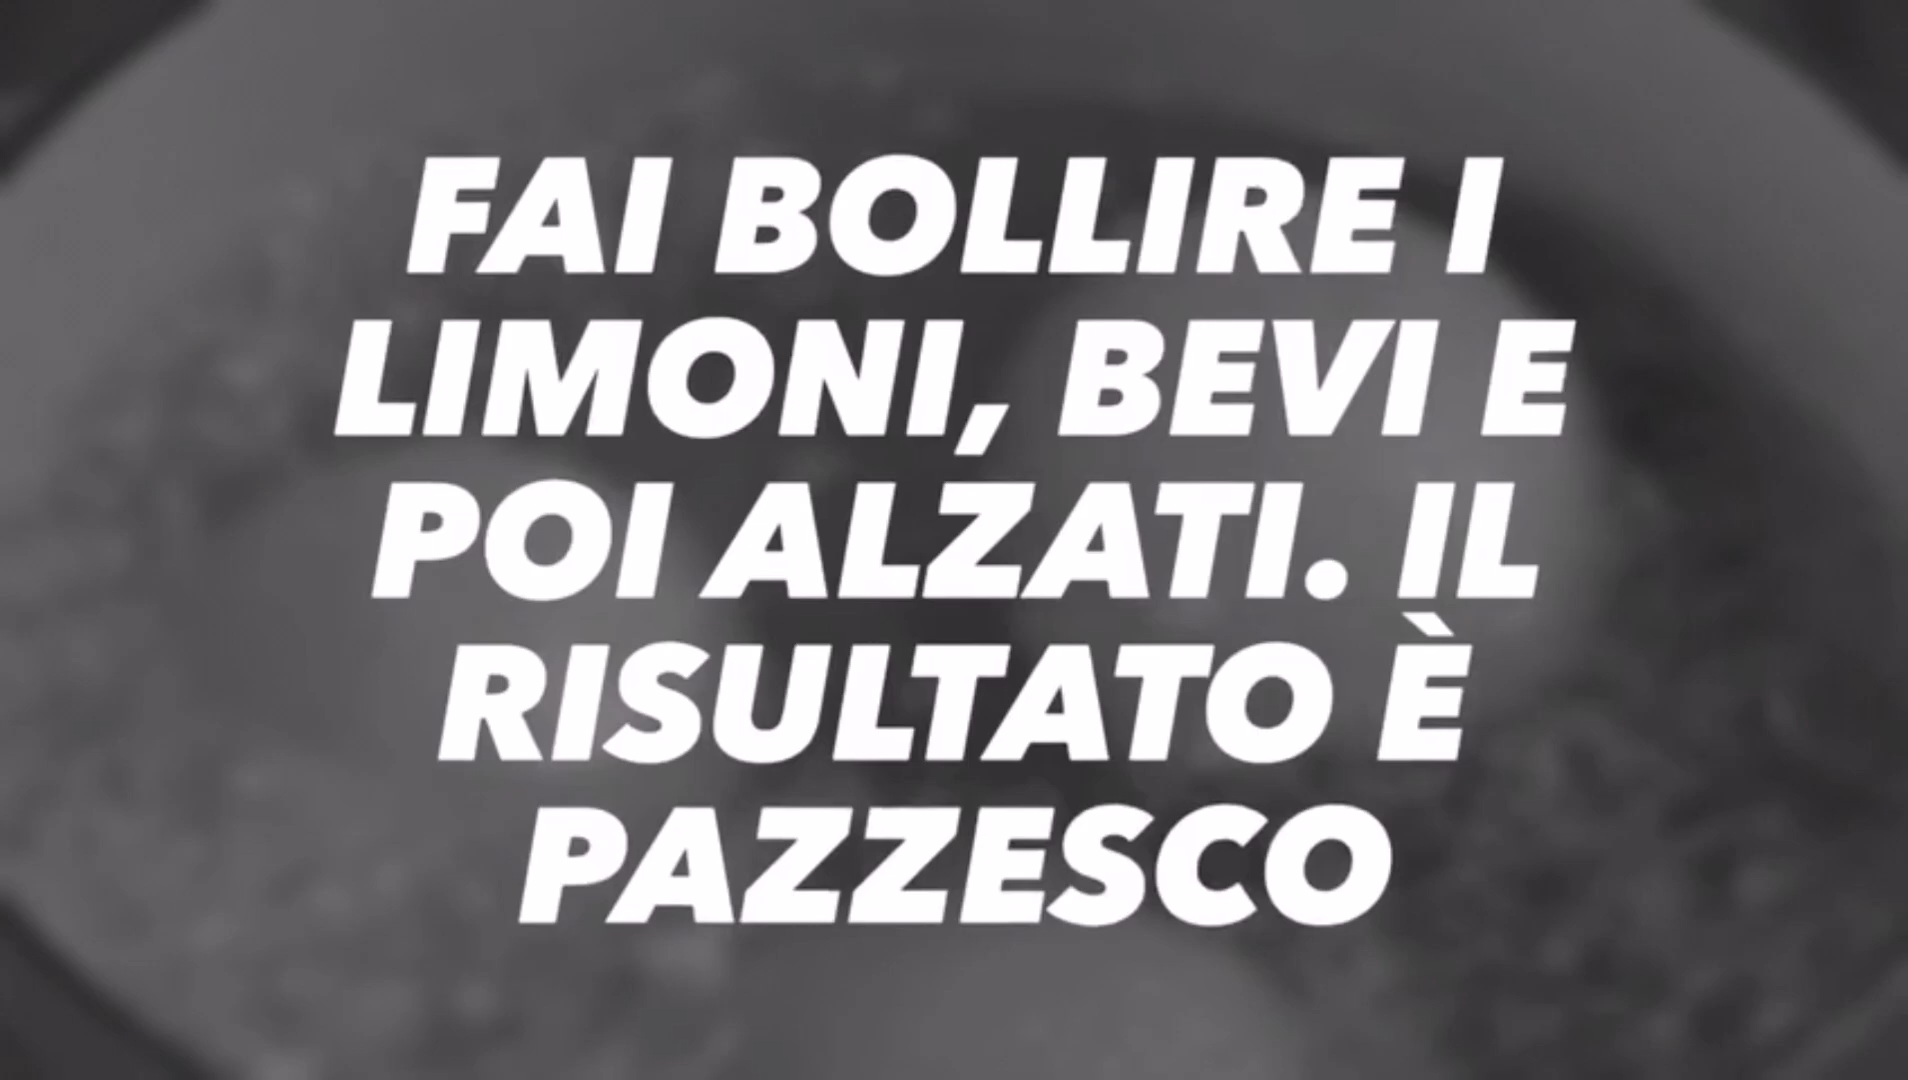 FAI BOLLIRE I
LIMONI, BEVI E
POI ALZATI. IL
RISULTATO È
PAZZESCO